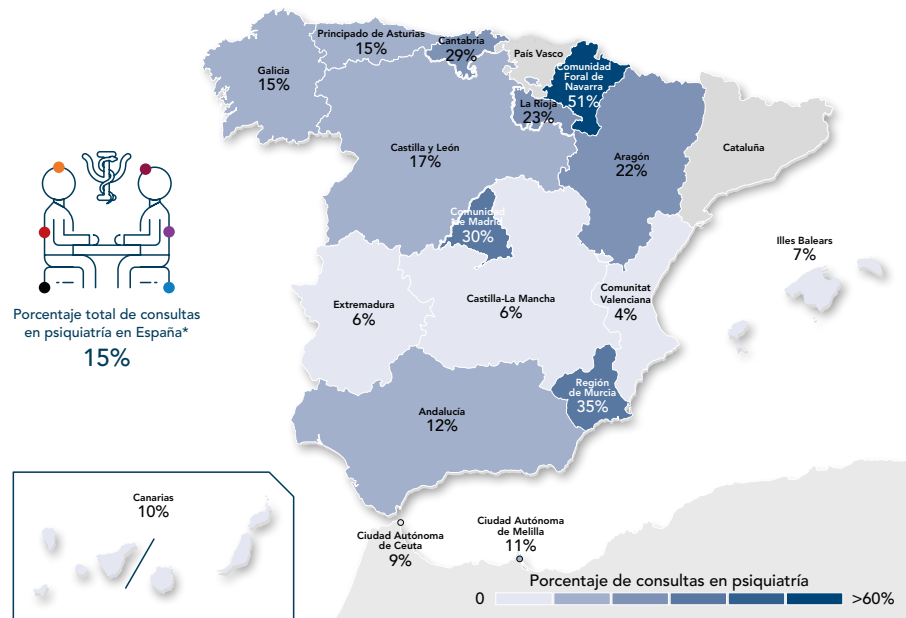 Principado de Asturias
15%
Cantabria
29%
País Vasco
Comunidad
Foral de
Navarra
51%
Galicia
15%
La Rioja
23%
Castilla y León
17%
Aragón
22%
Cataluña
Comunidad
de Madrid
30%
Illes Balears
7%
Porcentaje total de consultas
en psiquiatría en España*
15%
Extremadura
6%
Castilla-La Mancha
6%
Comunitat
Valenciana
4%
Región
de Murcia
35%
Andalucía
12%
Canarias
10%
Ciudad Autónoma
de Ceuta
9%
Ciudad Autónoma
de Melilla
11%
Porcentaje de consultas en psiquiatría
0 >60%